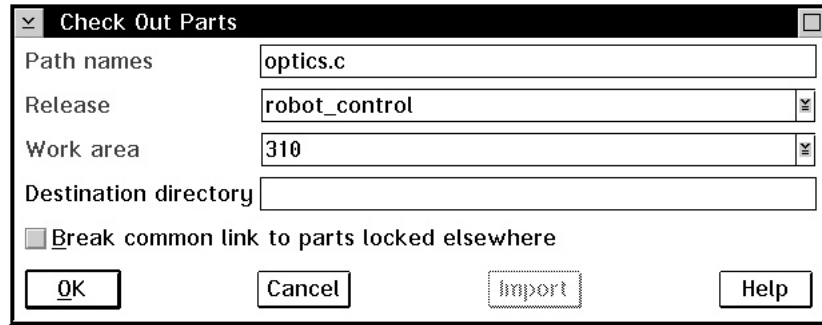 Check Out Parts
Path names optics.c
Release robot_control
Work area 310
Destination directory
Break common link to parts locked elsewhere
OK Cancel Import Help